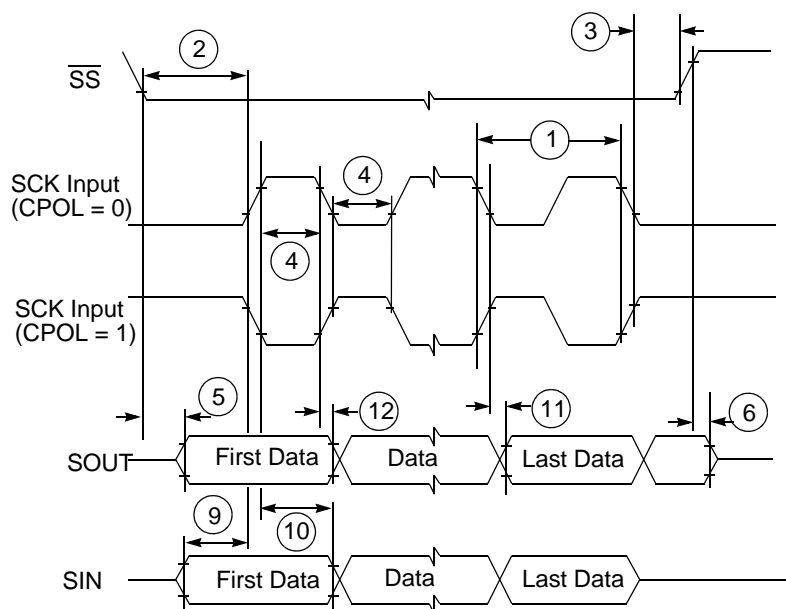 2
3
SS
1
SCK Input
(CPOL = 0)
4
4
SCK Input
(CPOL = 1)
5
12
11
6
SOUT
First Data
Data
Last Data
9
10
SIN
First Data
Data
Last Data